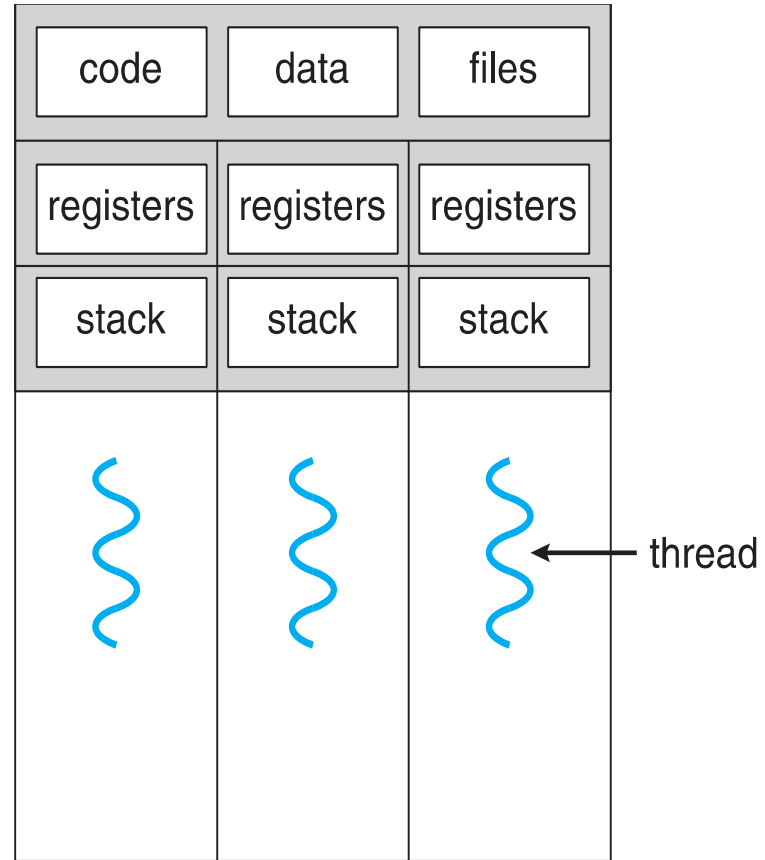 code data files
registers registers registers
stack stack stack
thread